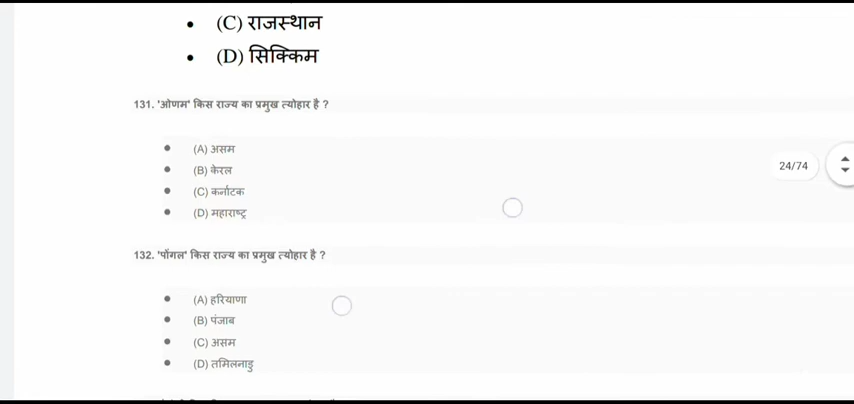 (C) राजस्थान
(D) सिक्किम
131. 'ओणम' किस राज्य का प्रमुख त्योहार है ?
(A) असम
(B) केरल
24/74
(C) कर्नाटक
(D) महाराष्ट्र
132. 'पोंगल' किस राज्य का प्रमुख त्योहार है ?
(A) हरियाणा
(B) पंजाब
(C) असम
(D) तमिलनाडु